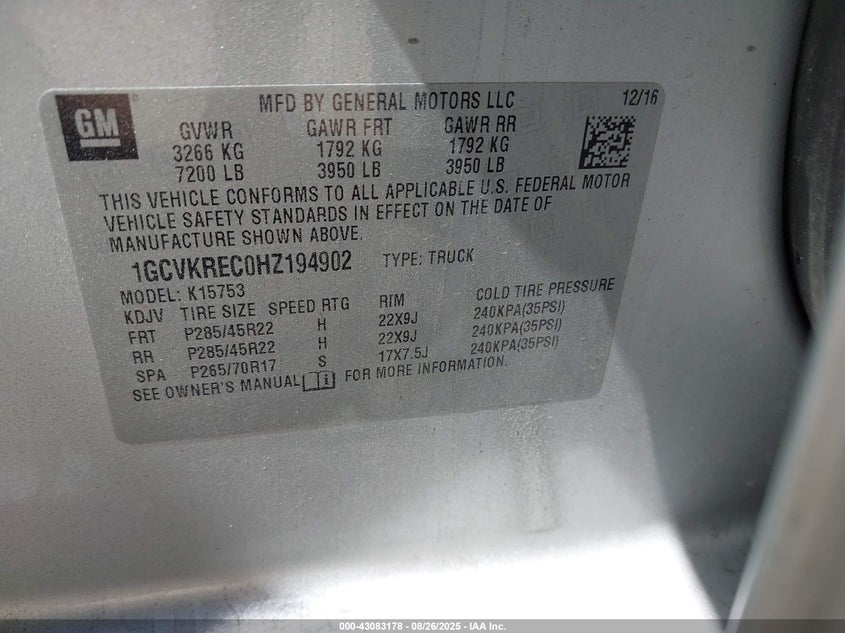 GM
MFD BY GENERAL MOTORS LLC 12/16
GVWR GAWR FRT GAWR RR
3266 KG 1792 KG 1792 KG
7200 LB 3950 LB 3950 LB
THIS VEHICLE CONFORMS TO ALL APPLICABLE U.S. FEDERAL MOTOR
VEHICLE SAFETY STANDARDS IN EFFECT ON THE DATE OF
MANUFACTURE SHOWN ABOVE.
1GCVKREC0HZ194902 TYPE: TRUCK
MODEL: K15753
KDJV TIRE SIZE SPEED RTG RIM COLD TIRE PRESSURE
FRT P285/45R22 H 22X9J 240KPA(35PSI)
RR P285/45R22 H 22X9J 240KPA(35PSI)
SPA P265/70R17 S 17X7.5J 240KPA(35PSI)
SEE OWNER'S MANUAL FOR MORE INFORMATION.
000-43083178 - 08/26/2025 - IAA Inc.